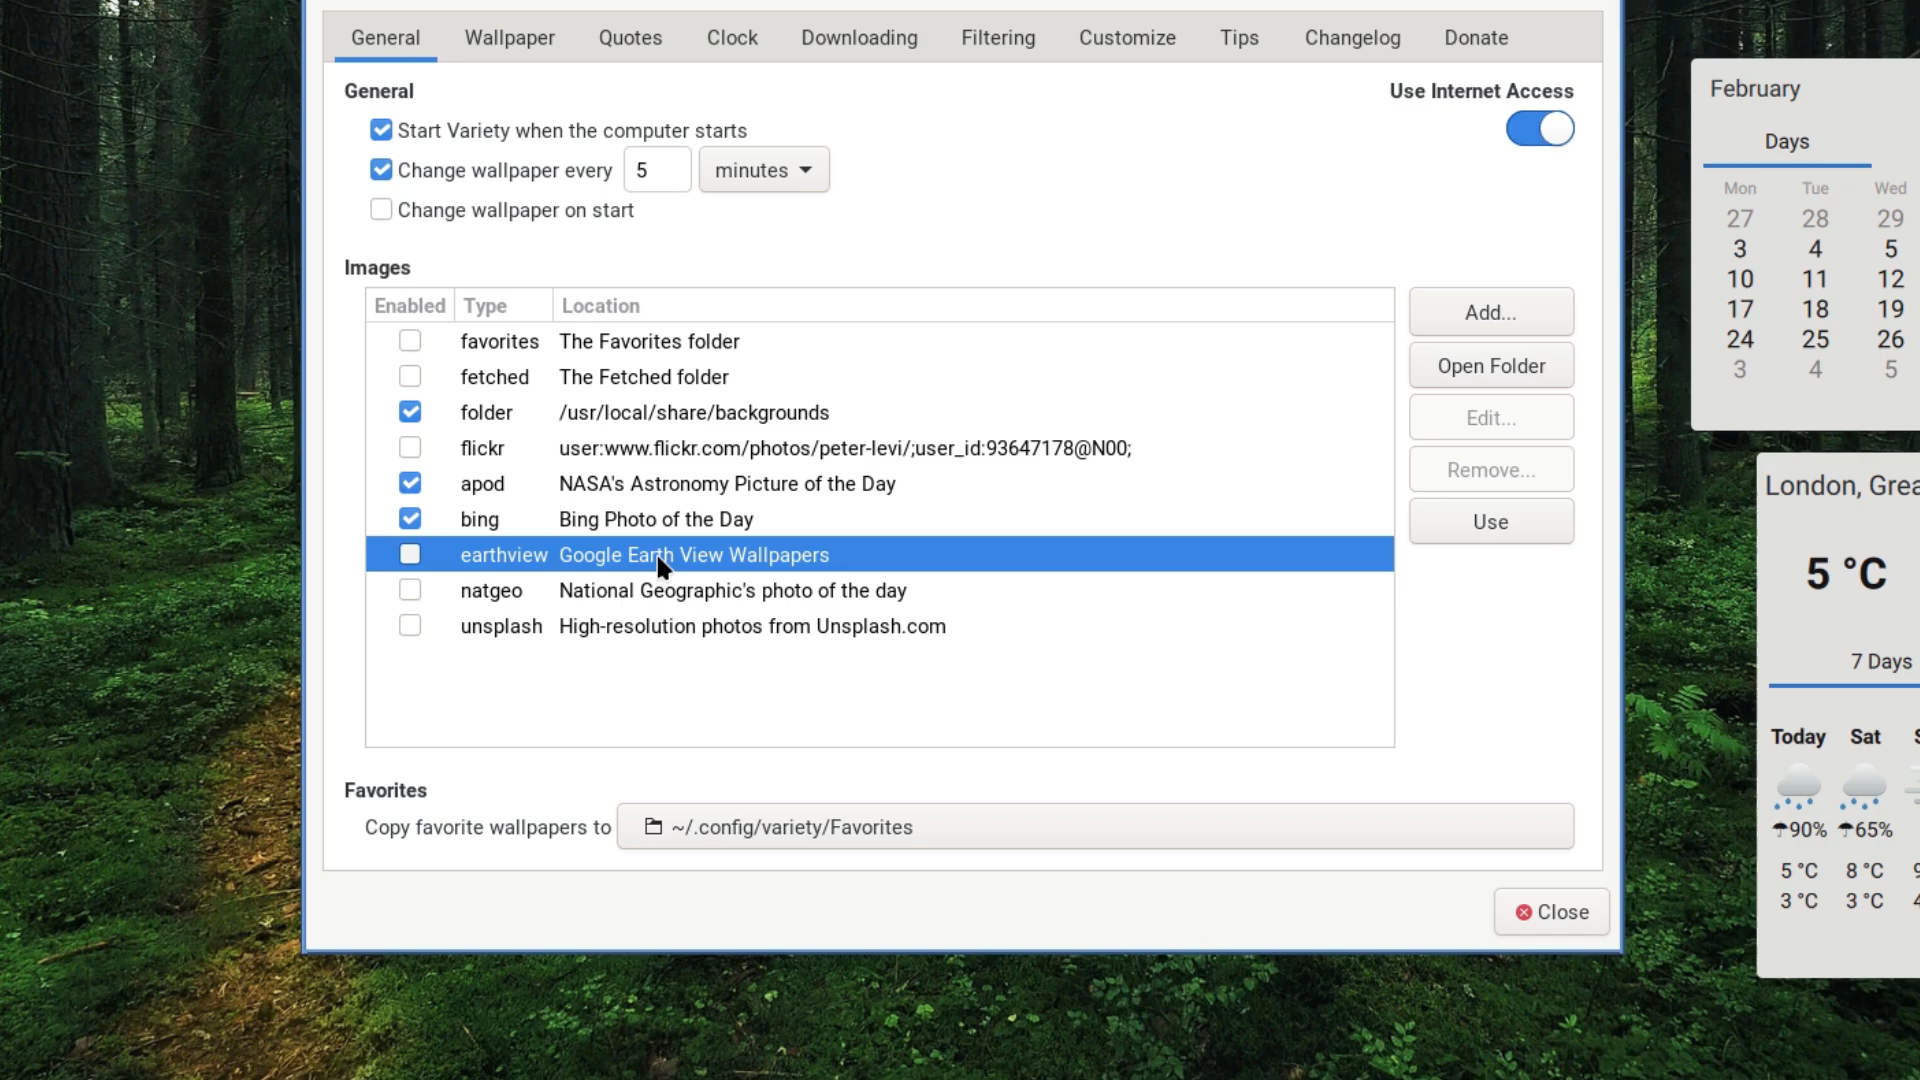 General Wallpaper Quotes Clock Downloading Filtering Customize Tips Changelog Donate
General
Use Internet Access
Start Variety when the computer starts
Change wallpaper every 5 minutes
Change wallpaper on start
Images
Enabled Type Location
favorites The Favorites folder
fetched The Fetched folder
folder /usr/local/share/backgrounds
flickr user:www.flickr.com/photos/peter-levi/;user_id:93647178@N00;
apod NASA's Astronomy Picture of the Day
bing Bing Photo of the Day
earthview Google Earth View Wallpapers
natgeo National Geographic's photo of the day
unsplash High-resolution photos from Unsplash.com
Add...
Open Folder
Edit...
Remove...
Use
Favorites
Copy favorite wallpapers to ~/.config/variety/Favorites
Close
February
Days
Mon Tue Wed
27 28 29
3 4 5
10 11 12
17 18 19
24 25 26
3 4 5
London,
5 °C
7 Days
Today Sat
90% 65%
5 °C 8 °C
3 °C 3 °C